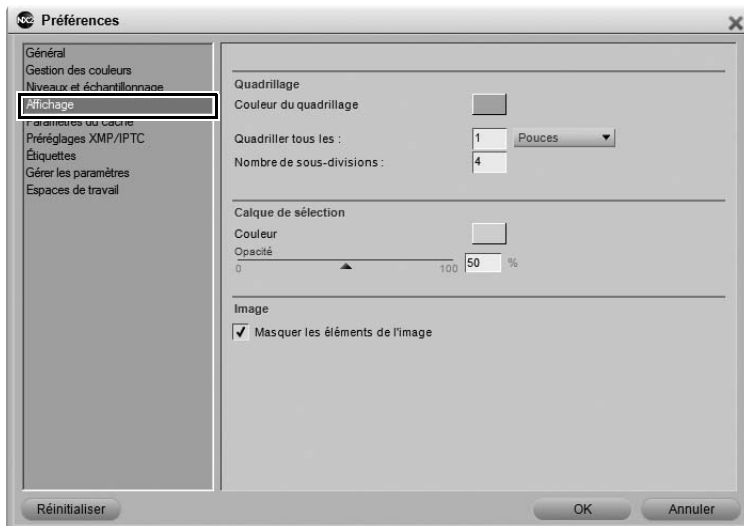 NX2 Préférences
Général
Gestion des couleurs
Niveaux et échantillonnage
Affichage
Paramètres du cache
Préréglages XMP/IPTC
Étiquettes
Gérer les paramètres
Espaces de travail
Quadrillage
Couleur du quadrillage
Quadriller tous les : 1 Pouces
Nombre de sous-divisions : 4
Calque de sélection
Couleur
Opacité
0 100 50 %
Image
Masquer les éléments de l'image
Réinitialiser OK Annuler